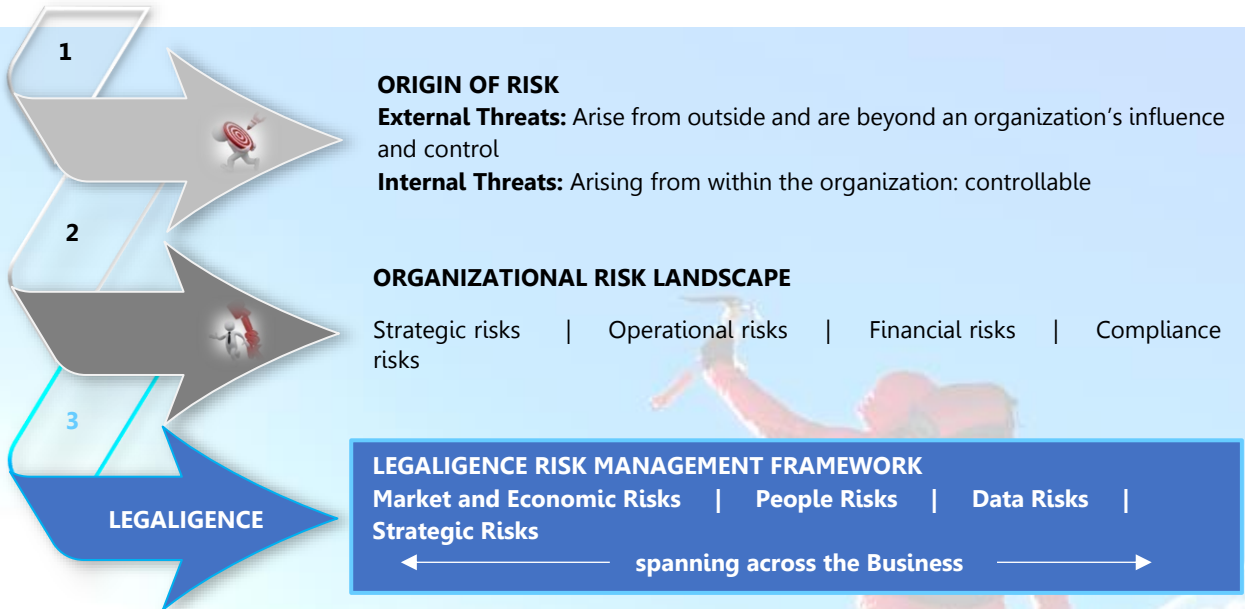 1
ORIGIN OF RISK
External Threats: Arise from outside and are beyond an organization’s influence
and control
Internal Threats: Arising from within the organization: controllable
2
ORGANIZATIONAL RISK LANDSCAPE
Strategic risks | Operational risks | Financial risks | Compliance
risks
3
LEGALIGENCE
LEGALIGENCE RISK MANAGEMENT FRAMEWORK
Market and Economic Risks | People Risks | Data Risks |
Strategic Risks
spanning across the Business